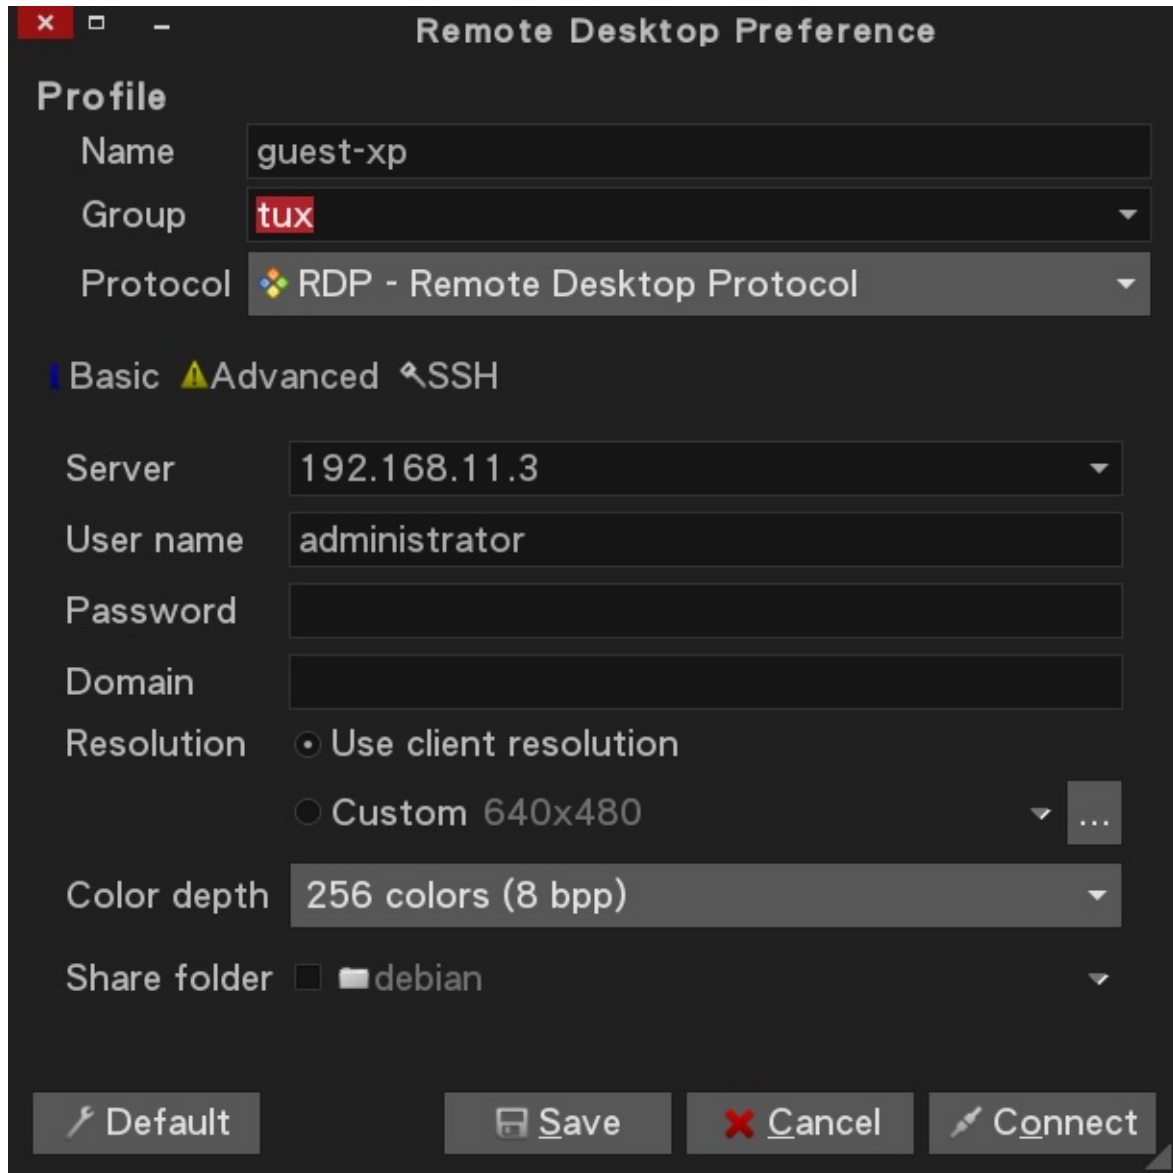 Remote Desktop Preference
Profile
Name guest-xp
Group tux
Protocol RDP - Remote Desktop Protocol
Basic Advanced SSH
Server 192.168.11.3
User name administrator
Password
Domain
Resolution Use client resolution
Custom 640x480 ...
Color depth 256 colors (8 bpp)
Share folder debian
Default Save Cancel Connect